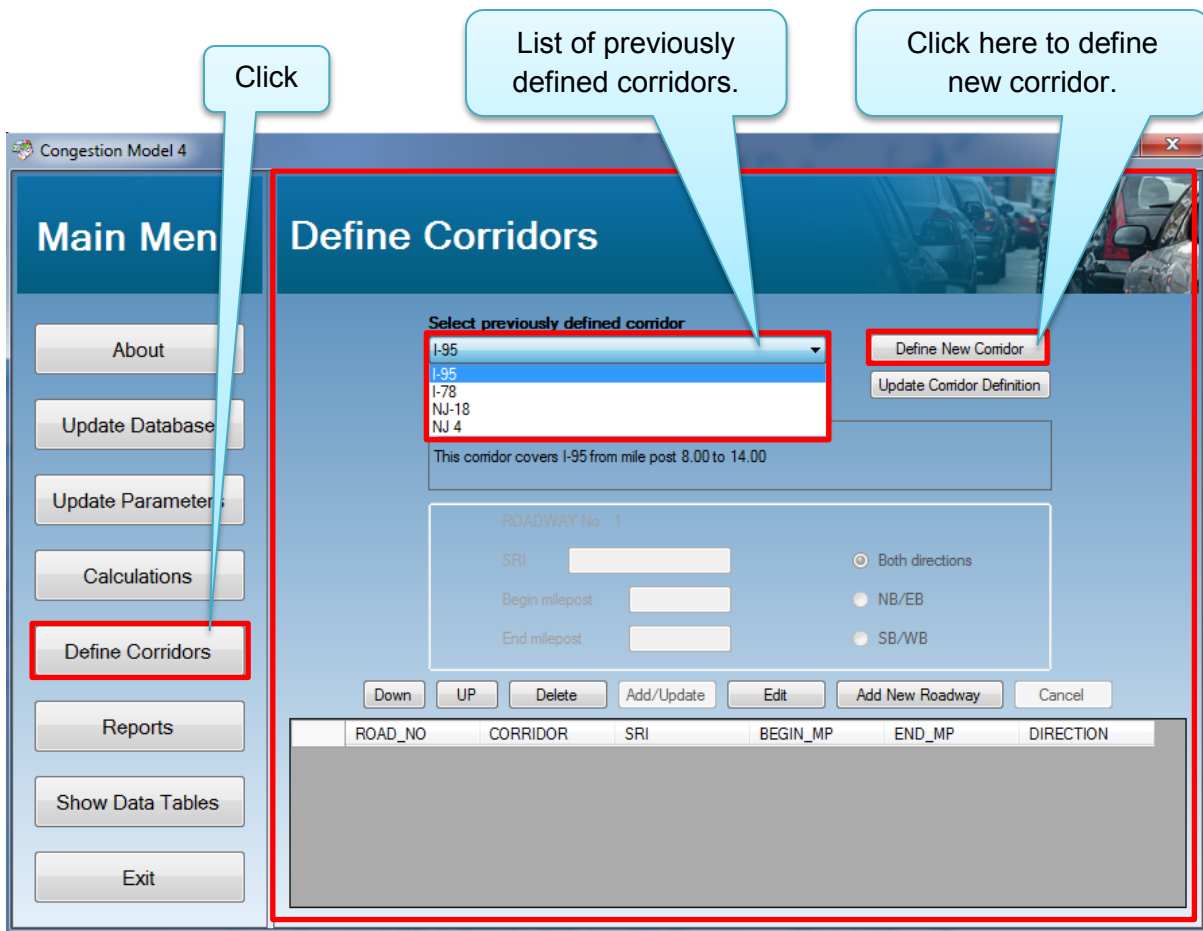 Click
List of previously
defined corridors.
Click here to define
new corridor.
Congestion Model 4
X
Main Men
Define Corridors
About
Update Database
Update Parameters
Calculations
Define Corridors
Reports
Show Data Tables
Exit
Select previously defined corridor
I-95
I-95
I-78
NJ-18
NJ 4
Define New Corridor
Update Corridor Definition
This corridor covers I-95 from mile post 8.00 to 14.00
ROADWAY No. 1
SRI
Begin milepost
End milepost
Both directions
NB/EB
SB/WB
Down UP Delete Add/Update Edit Add New Roadway Cancel
ROAD_NO CORRIDOR SRI BEGIN_MP END_MP DIRECTION